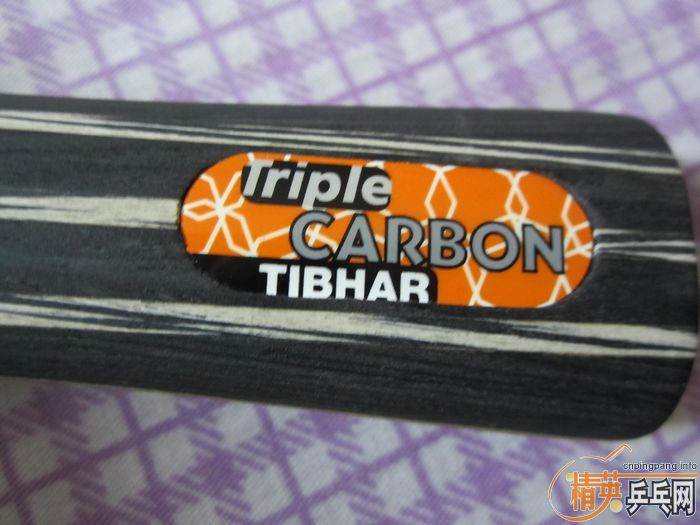 Triple
CARBON
TIBHAR
cnpingpang.info
精英乒乓网